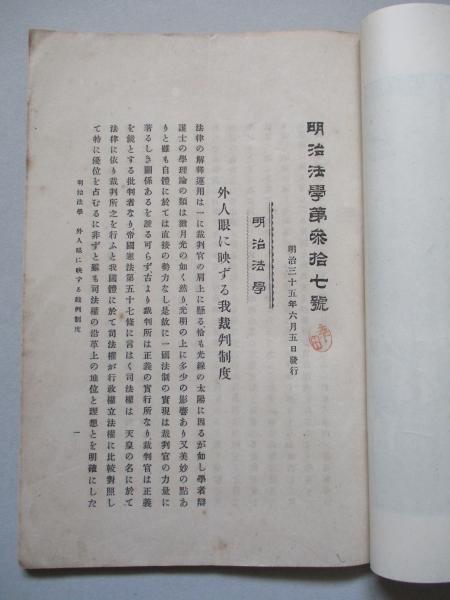 明治法學第參拾七號
明治三十五年六月五日發行
明治法學
外人眼に映ずる我裁判制度
法律の解釋運用は一に裁判官の肩上に懸る恰も光線の太陽に因るが如し學者辯
護士の學理論の類は猶月光の如く然り光明の上に多少の影響あり又美妙の點あ
りと雖も自體に於ては直接の勢力なし是故に一國法制の實現は裁判官の力量に
著るしき關係あるを證る可らず古より裁判所は正義の實行所なり裁判官は正義
を鏡とする批判者なり帝國憲法第五十七條に言はく司法權は 天皇の名に於て
法律に依り裁判所之を行ふと我國體に於て司法權が行政權立法權に比較對照し
て特に優位を占むるに非ずと雖も司法權の沿革上の地位と理想とを明確にした
明治法學 外人眼に映ずる裁判制度
一